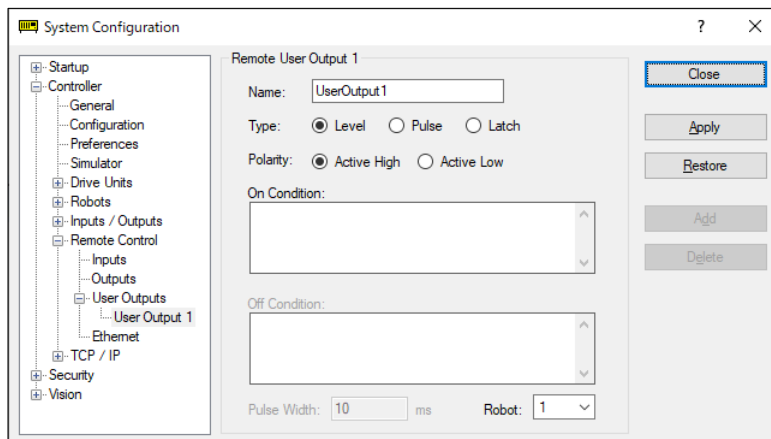 System Configuration
? X
Startup
Controller
General
Configuration
Preferences
Simulator
Drive Units
Robots
Inputs / Outputs
Remote Control
Inputs
Outputs
User Outputs
User Output 1
Ethernet
TCP / IP
Security
Vision
Remote User Output 1
Name: UserOutput1
Type: Level Pulse Latch
Polarity: Active High Active Low
On Condition:
Off Condition:
Pulse Width: 10 ms Robot: 1
Close
Apply
Restore
Add
Delete